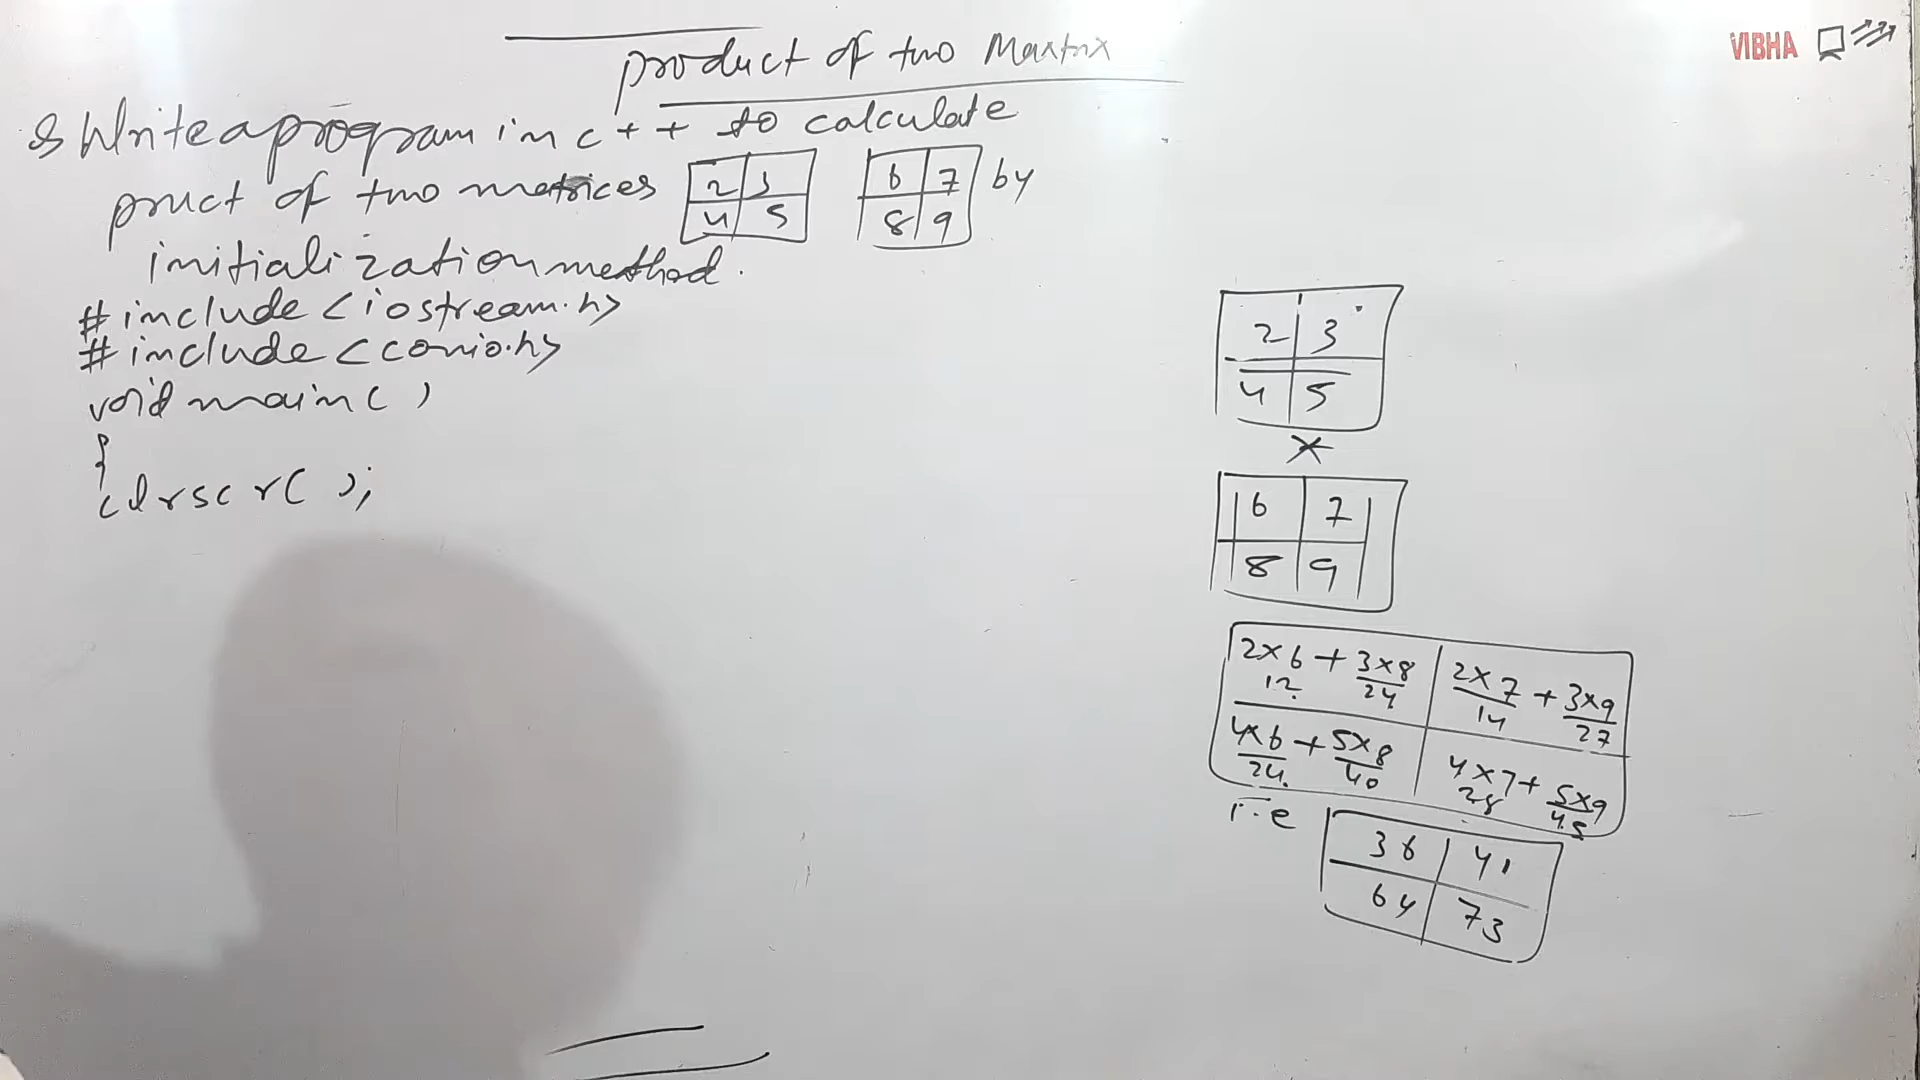 product of two Maxtrix
VIBHA
Q Write a program in c++ to calculate
pruct of two matrices 2 3 6 7 by
4 5 8 9
initialization method.
#include <iostream.h>
#include <conio.h>
void main()
{
clrscr();
2 3
4 5
×
6 7
8 9
2×6 + 3×8 2×7 + 3×9
12 24 14 27
4×6 + 5×8 4×7 + 5×9
24 40 28 45
i.e
36 41
64 73